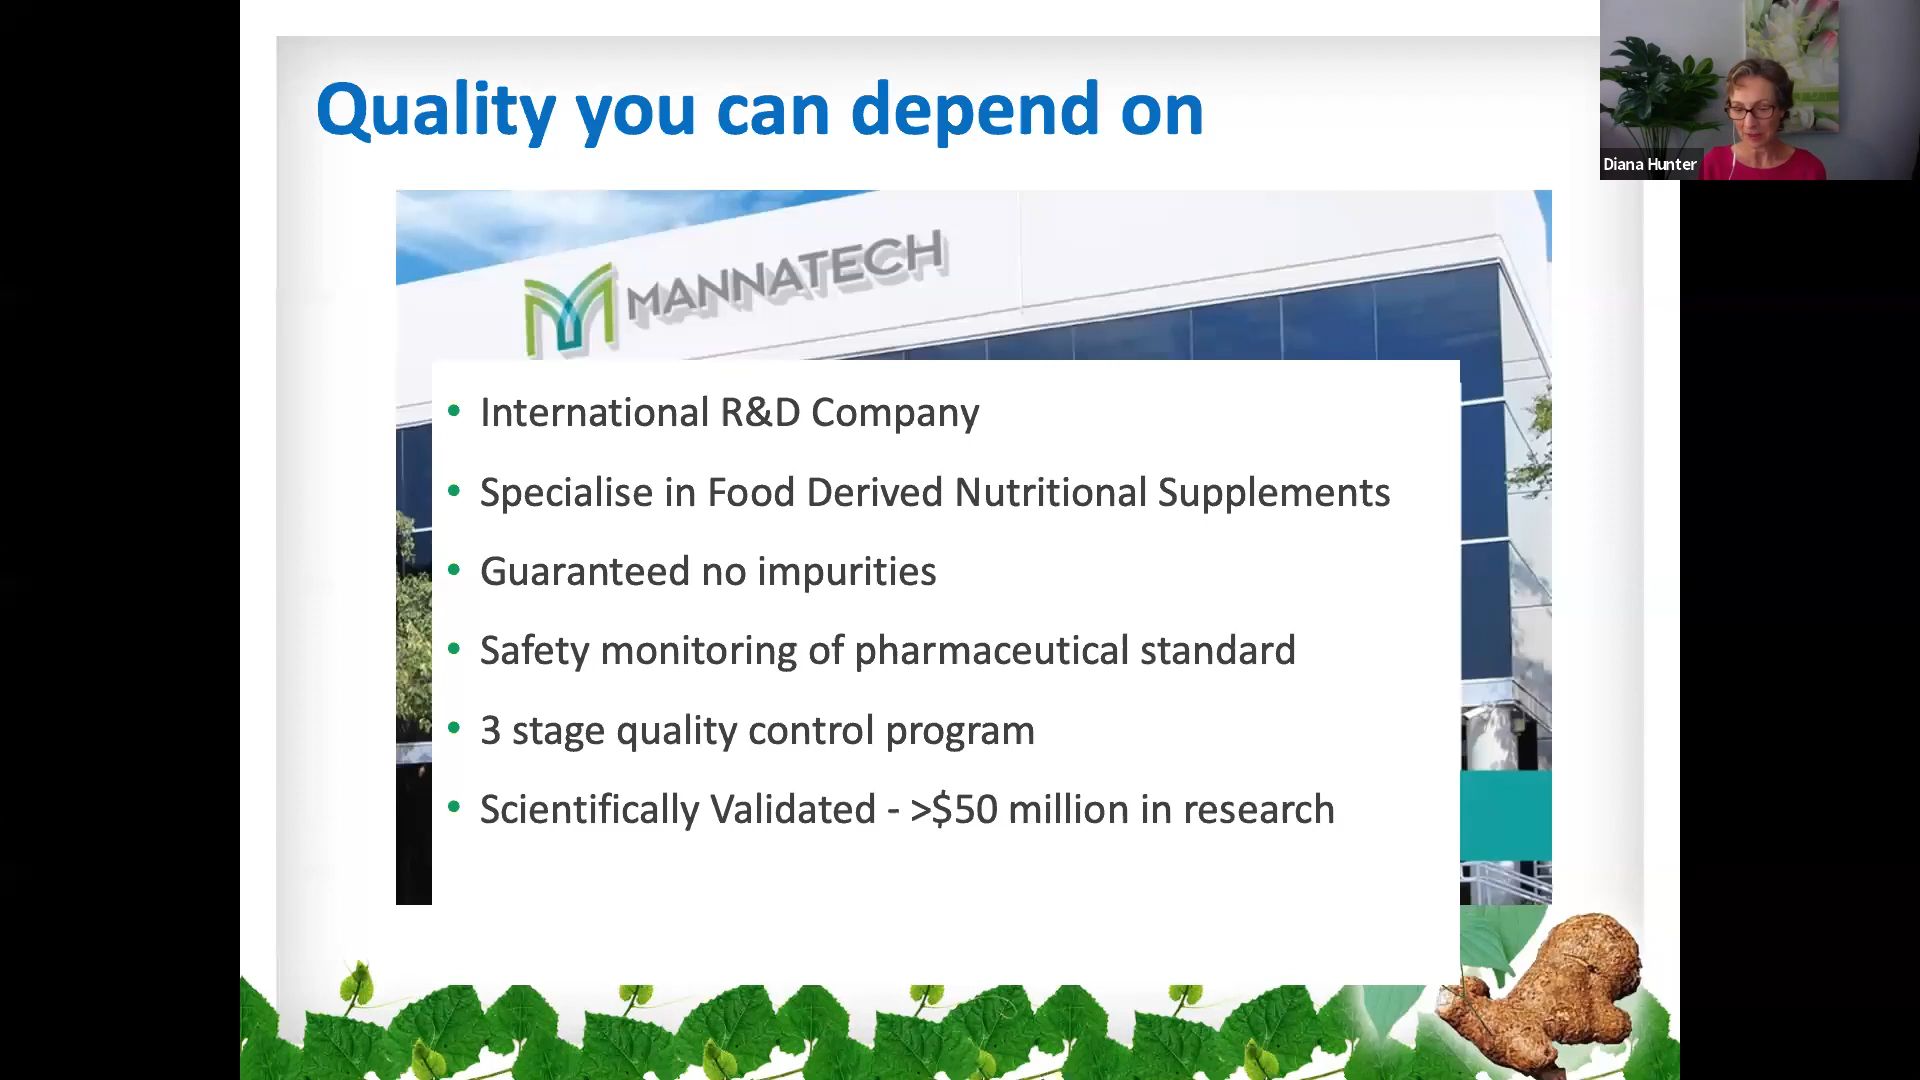 Quality you can depend on
Diana Hunter
MANNATECH
• International R&D Company
• Specialise in Food Derived Nutritional Supplements
• Guaranteed no impurities
• Safety monitoring of pharmaceutical standard
• 3 stage quality control program
• Scientifically Validated - >$50 million in research